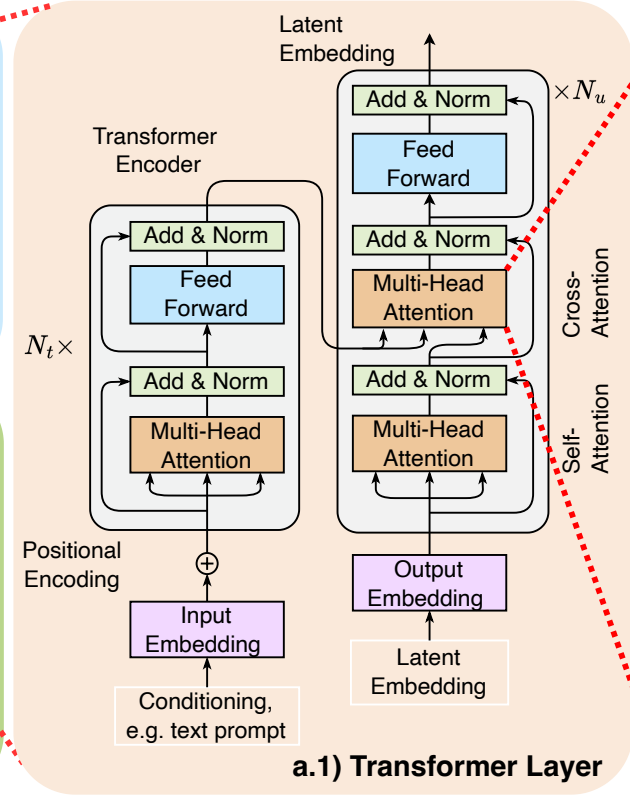 Latent
Embedding
Add & Norm
× N_u
Feed
Forward
Transformer
Encoder
Add & Norm
Add & Norm
Feed
Forward
Multi-Head
Attention
Cross-
Attention
N_t ×
Add & Norm
Add & Norm
Multi-Head
Attention
Multi-Head
Attention
Self-
Attention
Positional
Encoding
+
Output
Embedding
Input
Embedding
Latent
Embedding
Conditioning,
e.g. text prompt
a.1) Transformer Layer